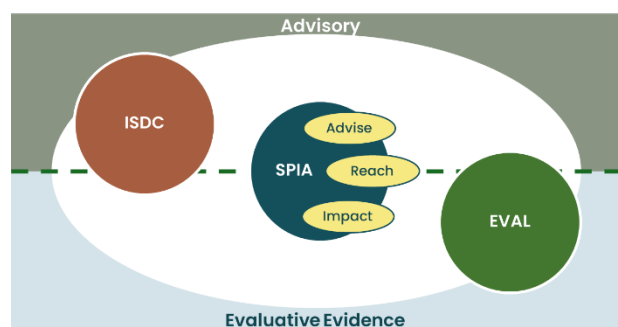 Advisory
ISDC
Advise
SPIA
Reach
Impact
EVAL
Evaluative Evidence